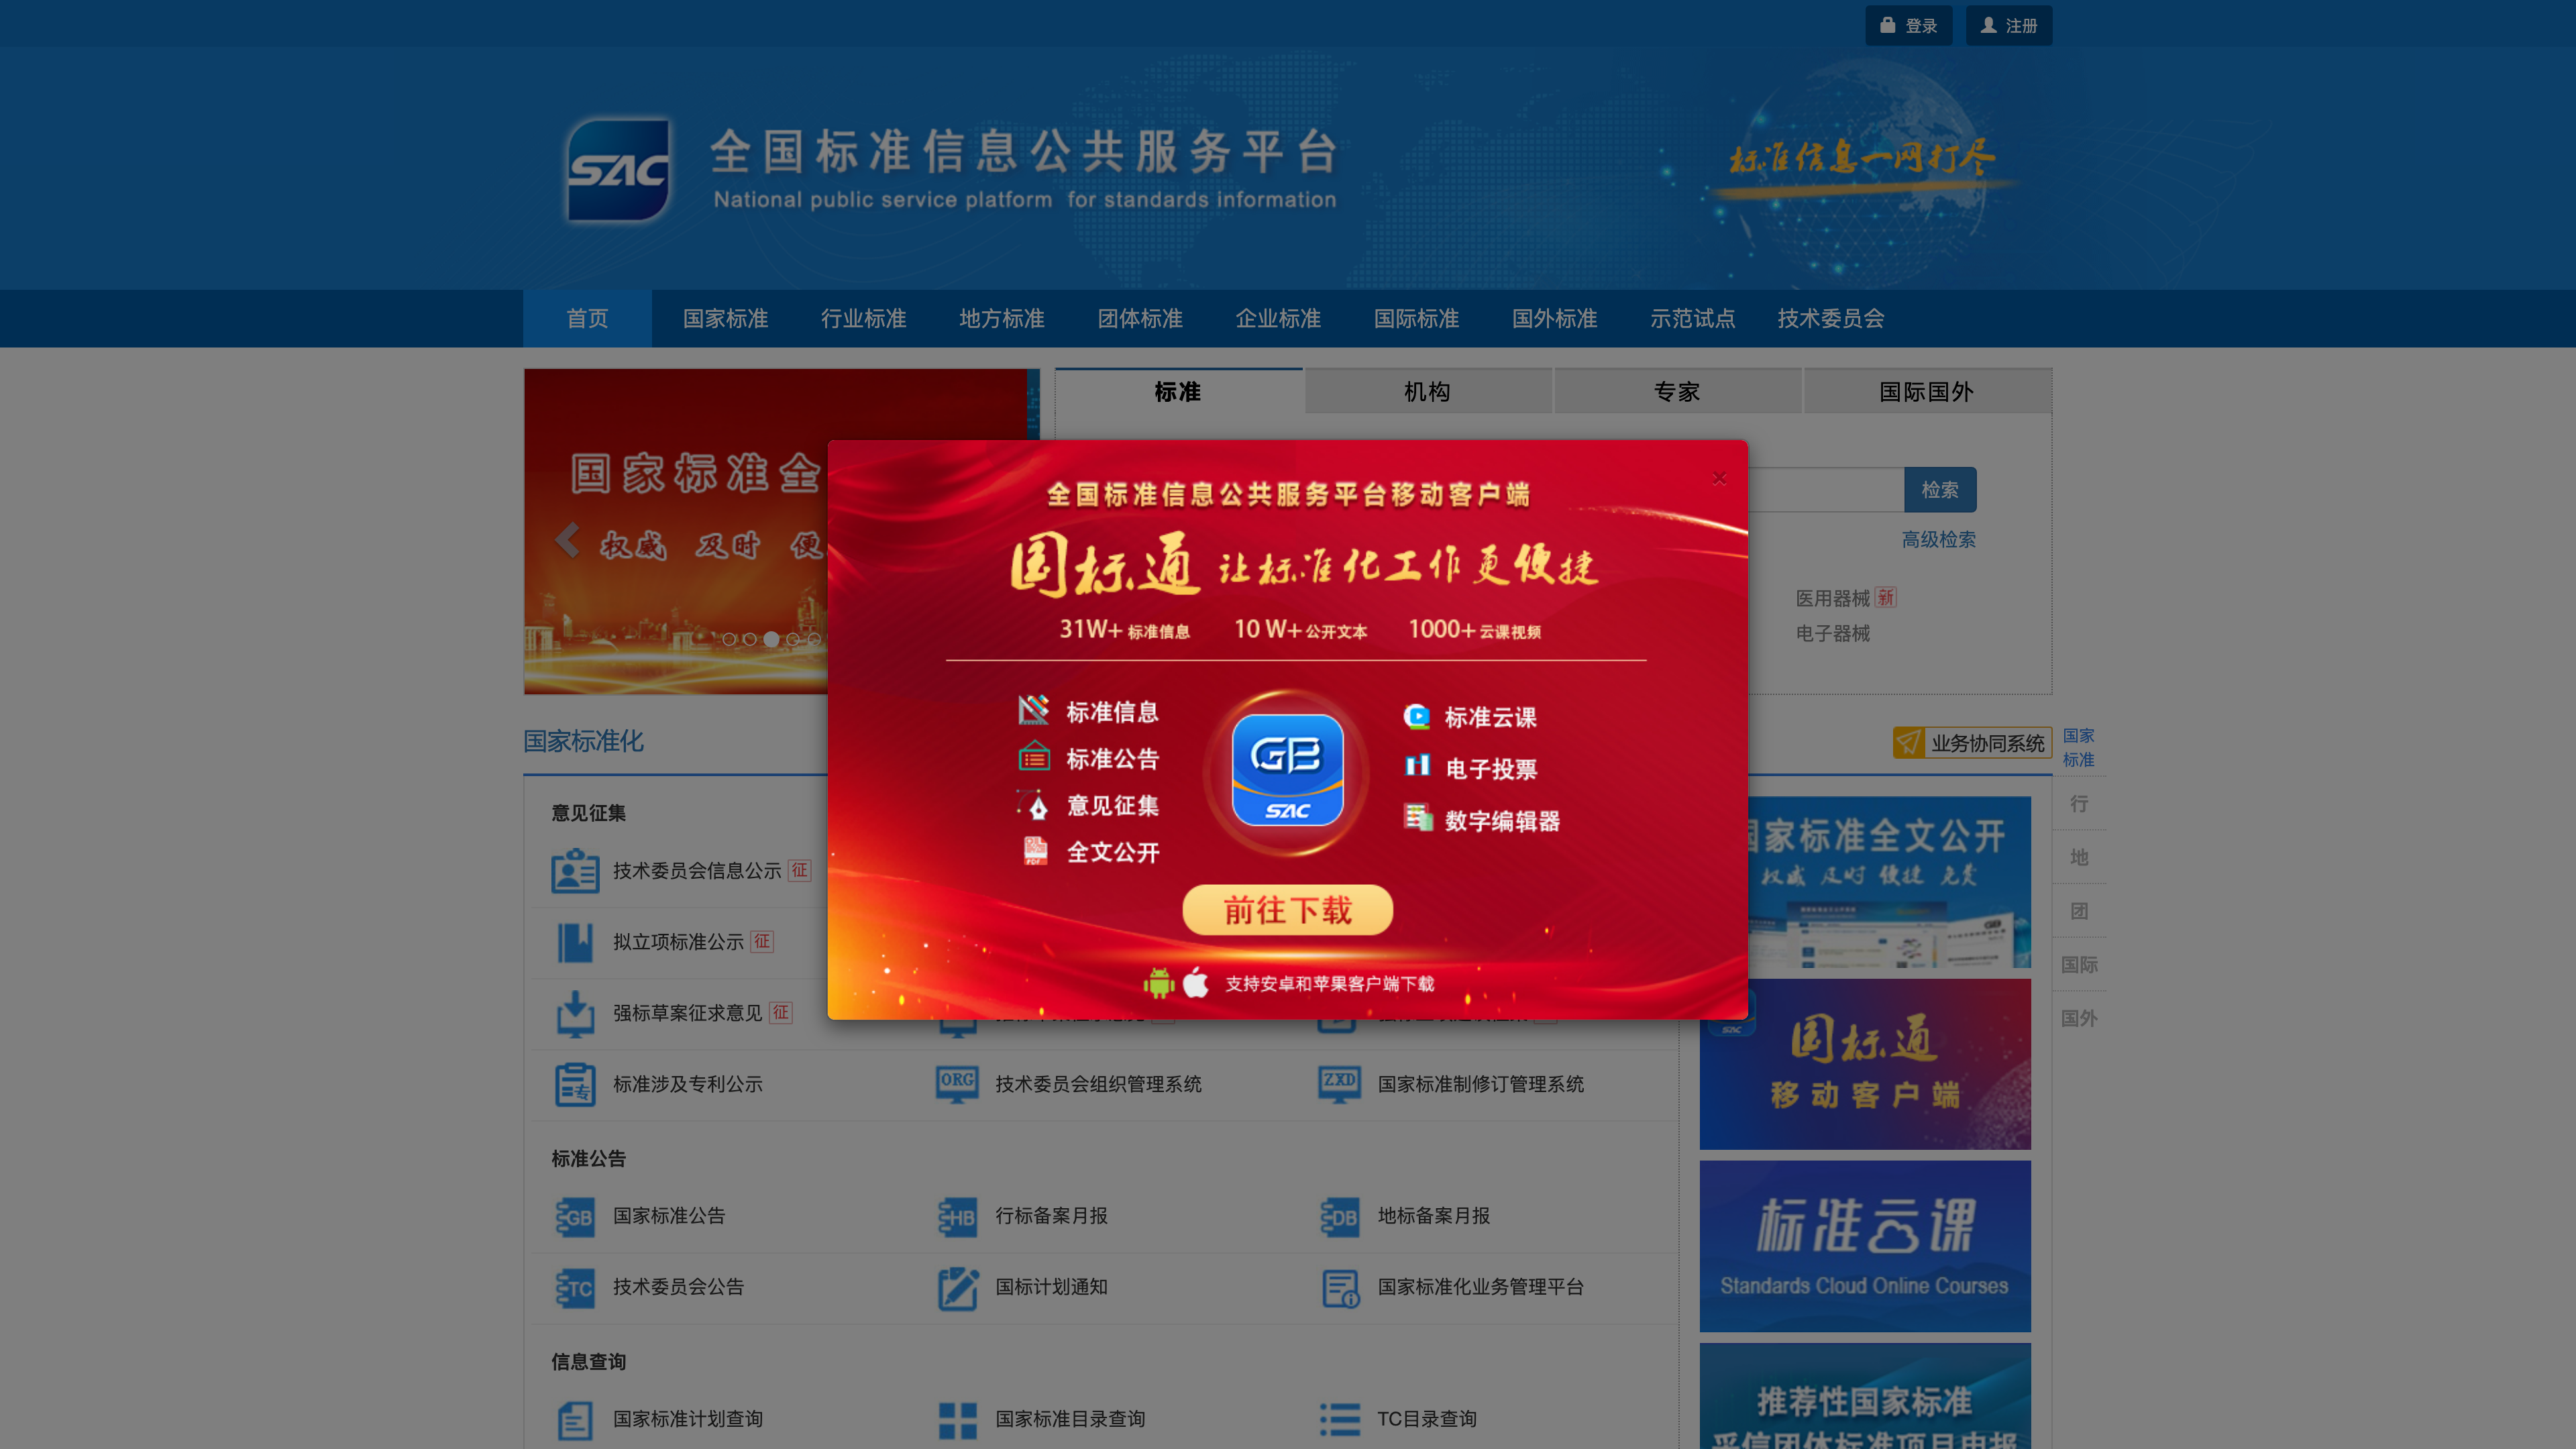 登录
注册
SAC
全国标准信息公共服务平台
National public service platform for standards information
标准信息一网打尽
首页
国家标准
行业标准
地方标准
团体标准
企业标准
国际标准
国外标准
示范试点
技术委员会
国家标准全
权威 及时 便
标准
机构
专家
国际国外
检索
高级检索
医用器械 新
电子器械
全国标准信息公共服务平台移动客户端
国标通 让标准化工作更便捷
31W+ 标准信息 10 W+ 公开文本 1000+ 云课视频
标准信息
标准公告
意见征集
全文公开
PDF
GB
SAC
标准云课
电子投票
数字编辑器
前往下载
支持安卓和苹果客户端下载
国家标准化
业务协同系统
国家
标准
行
地
团
国际
国外
意见征集
技术委员会信息公示 征
拟立项标准公示 征
强标草案征求意见 征
标准涉及专利公示
ORG 技术委员会组织管理系统
ZXD 国家标准制修订管理系统
标准公告
GB 国家标准公告
HB 行标备案月报
DB 地标备案月报
TC 技术委员会公告
国标计划通知
国家标准化业务管理平台
信息查询
国家标准计划查询
国家标准目录查询
TC目录查询
国家标准全文公开
权威 及时 便捷 免费
SAC
国标通
移动客户端
标准云课
Standards Cloud Online Courses
推荐性国家标准
采信团体标准项目申报